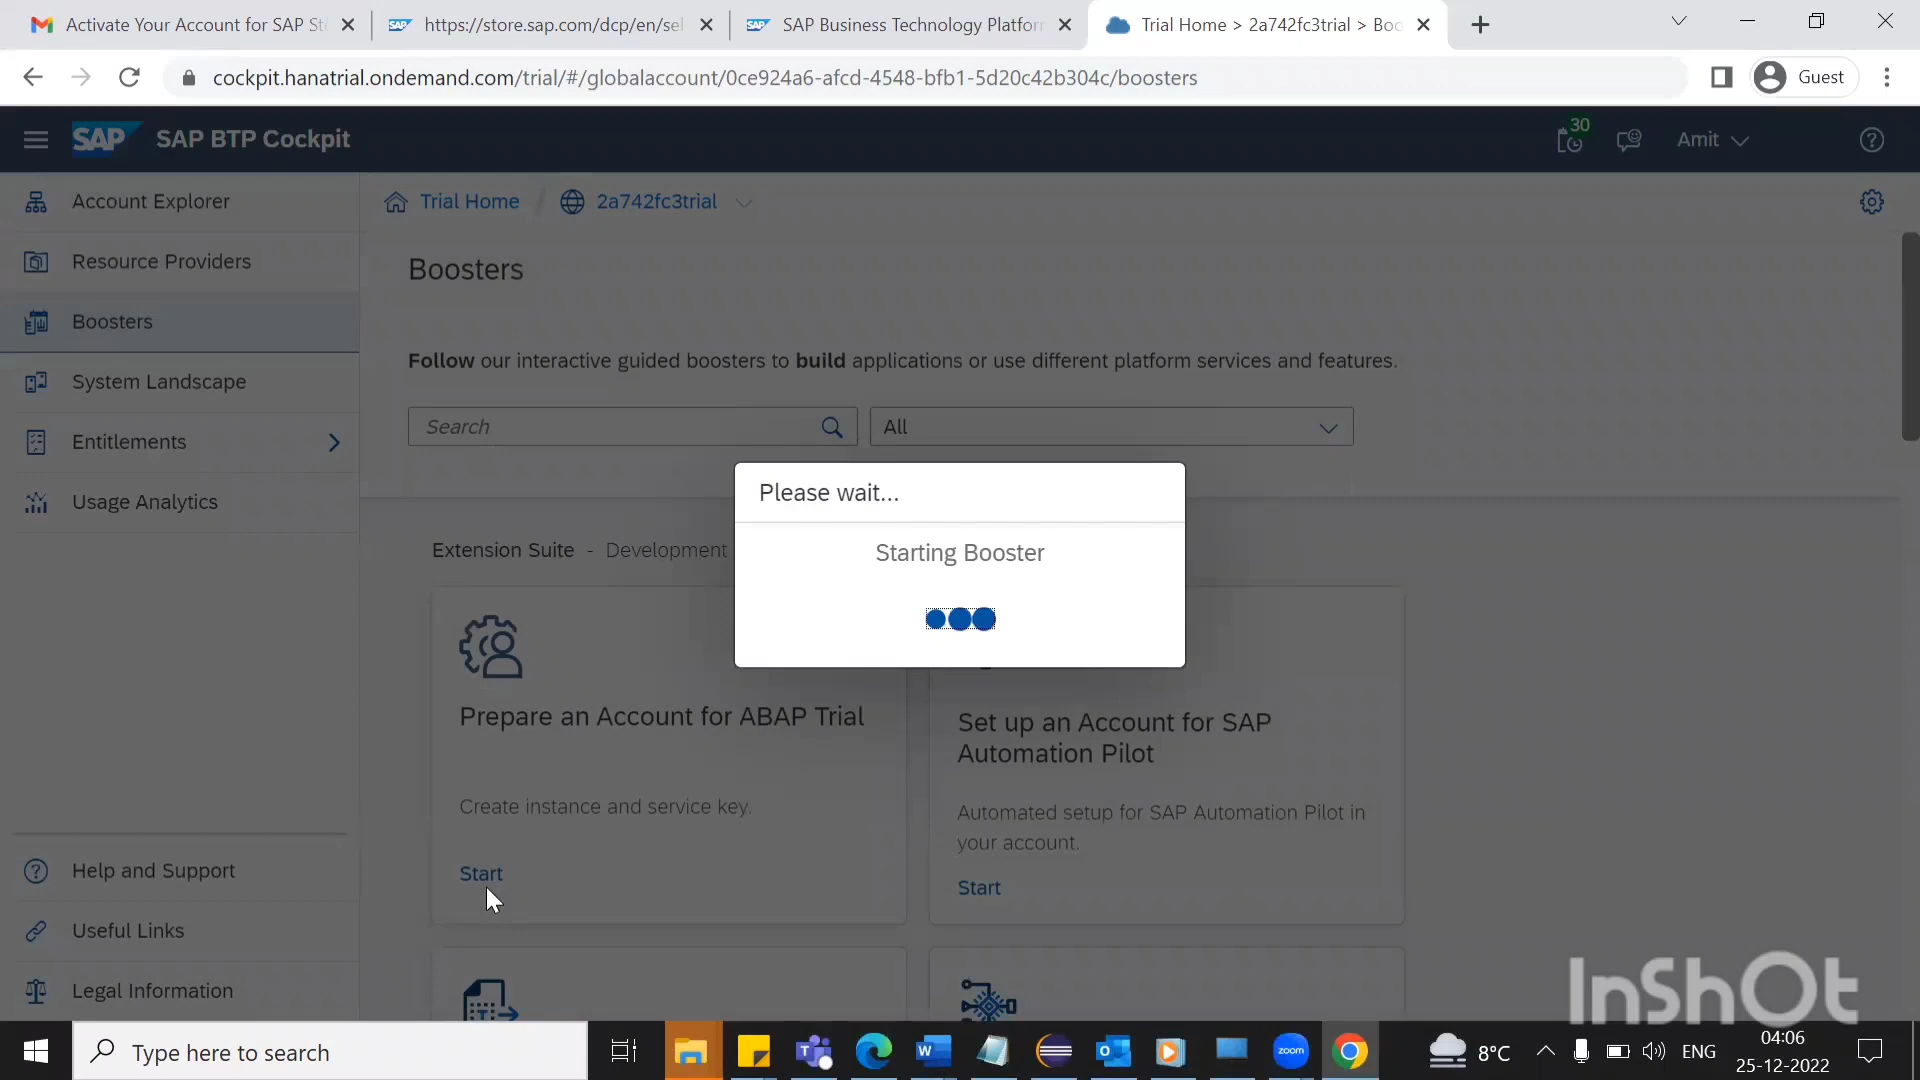 Activate Your Account for SAP St
https://store.sap.com/dcp/en/sel
SAP Business Technology Platform
Trial Home > 2a742fc3trial > Boo
cockpit.hanatrial.ondemand.com/trial/#/globalaccount/0ce924a6-afcd-4548-bfb1-5d20c42b304c/boosters
Guest
SAP SAP BTP Cockpit
30
Amit
Account Explorer
Resource Providers
Boosters
System Landscape
Entitlements
Usage Analytics
Help and Support
Useful Links
Legal Information
Trial Home / 2a742fc3trial
Boosters
Follow our interactive guided boosters to build applications or use different platform services and features.
Search
All
Please wait...
Starting Booster
Extension Suite - Development
Prepare an Account for ABAP Trial
Create instance and service key.
Start
Set up an Account for SAP
Automation Pilot
Automated setup for SAP Automation Pilot in
your account.
Start
InShOt
Type here to search
zoom
8°C
ENG
04:06
25-12-2022